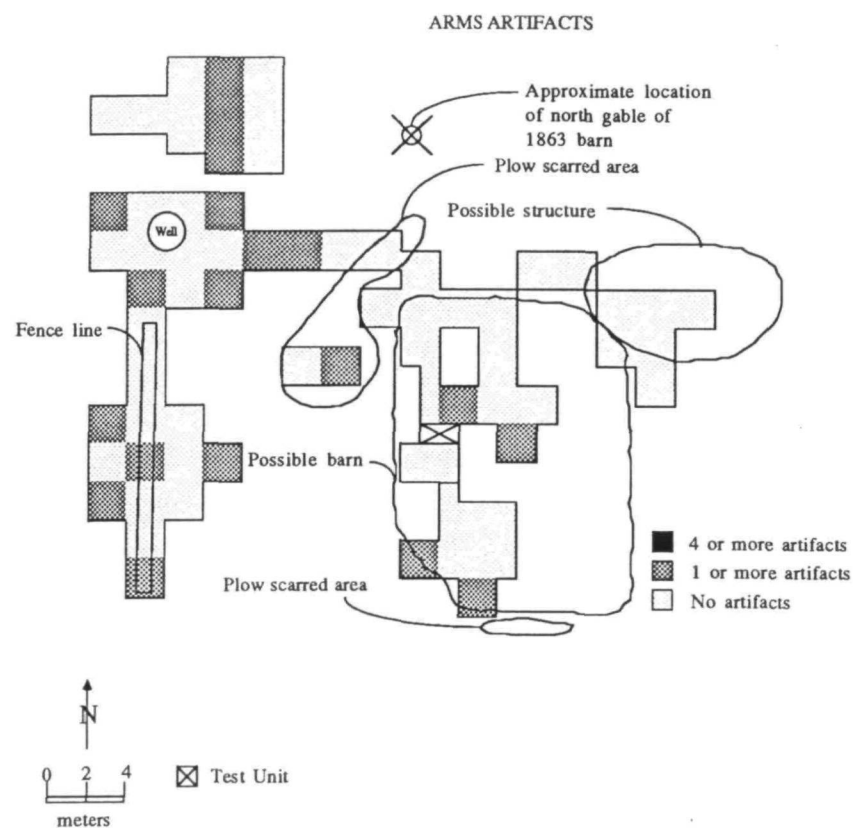 ARMS ARTIFACTS
Approximate location
of north gable of
1863 barn
Plow scarred area
Possible structure
Well
Fence line
Possible barn
4 or more artifacts
1 or more artifacts
No artifacts
Plow scarred area
N
0 2 4
meters
Test Unit